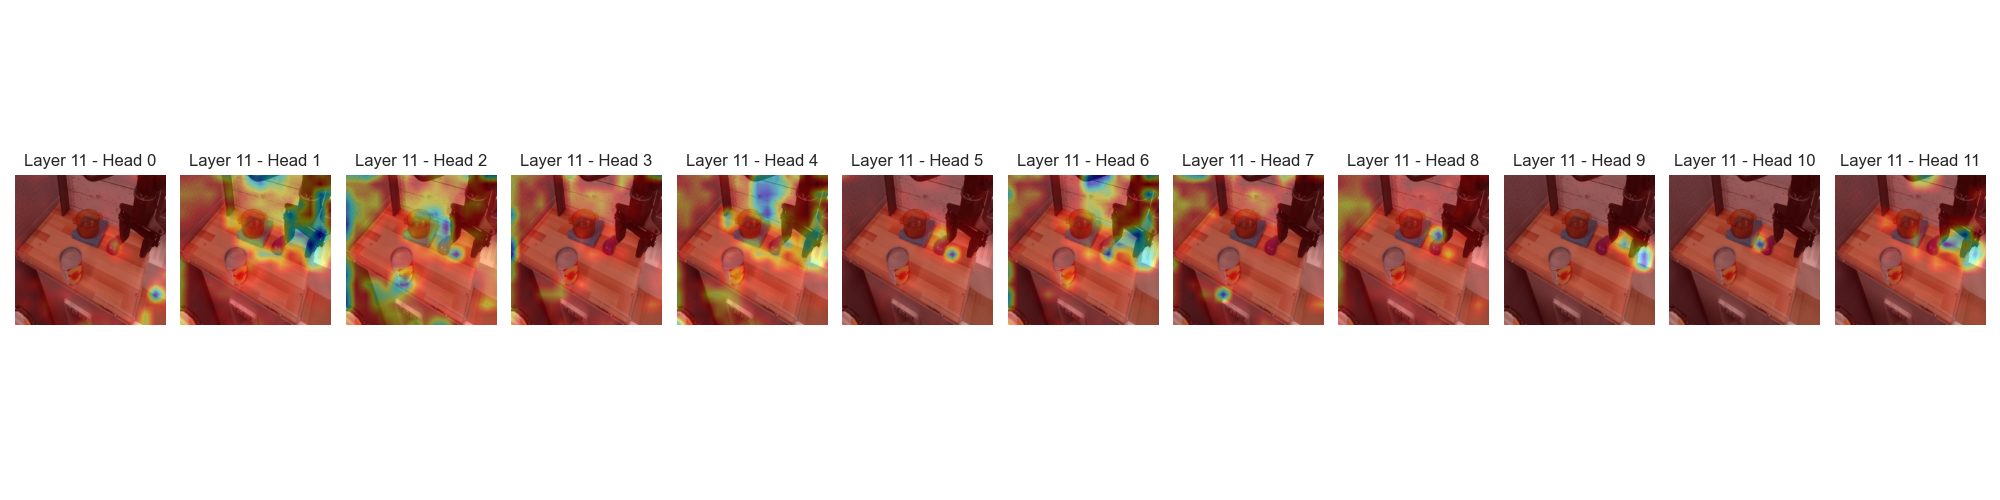 Layer 11 - Head 0
Layer 11 - Head 1
Layer 11 - Head 2
Layer 11 - Head 3
Layer 11 - Head 4
Layer 11 - Head 5
Layer 11 - Head 6
Layer 11 - Head 7
Layer 11 - Head 8
Layer 11 - Head 9
Layer 11 - Head 10
Layer 11 - Head 11